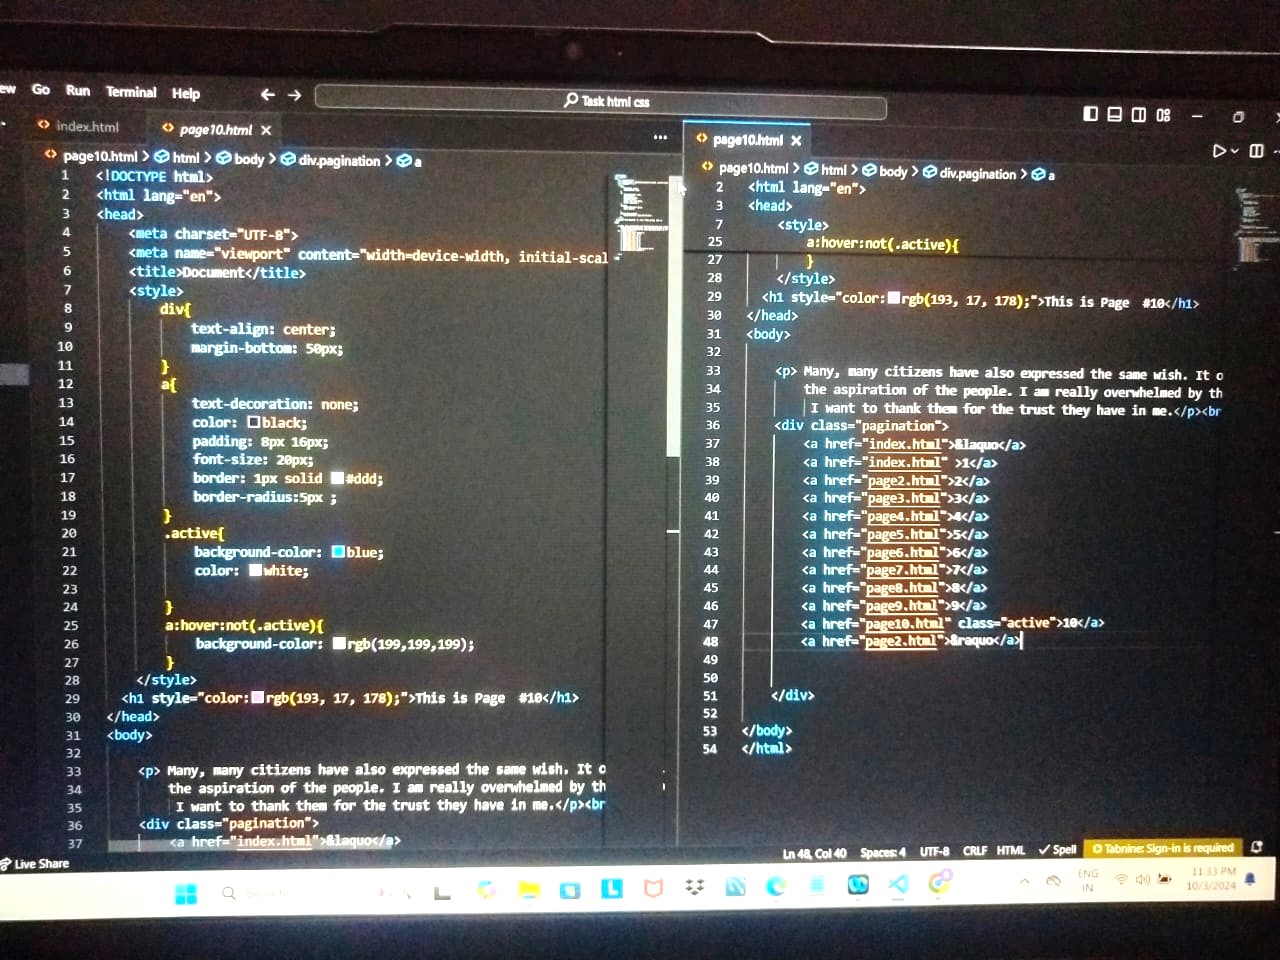 ew Go Run Terminal Help
Task html css
index.html
page10.html
page10.html > html > body > div.pagination > a
1 <!DOCTYPE html>
2 <html lang="en">
3 <head>
4 <meta charset="UTF-8">
5 <meta name="viewport" content="width=device-width, initial-scal
6 <title>Document</title>
7 <style>
8 div{
9 text-align: center;
10 margin-bottom: 50px;
11 }
12 a{
13 text-decoration: none;
14 color: black;
15 padding: 8px 16px;
16 font-size: 20px;
17 border: 1px solid #ddd;
18 border-radius:5px ;
19 }
20 .active{
21 background-color: blue;
22 color: white;
23
24 }
25 a:hover:not(.active){
26 background-color: rgb(199,199,199);
27 }
28 </style>
29 <h1 style="color: rgb(193, 17, 178);">This is Page  #10</h1>
30 </head>
31 <body>
32
33 <p> Many, many citizens have also expressed the same wish. It o
34 the aspiration of the people. I am really overwhelmed by th
35 I want to thank them for the trust they have in me.</p><br
36 <div class="pagination">
37 <a href="index.html">&laquo</a>
page10.html
page10.html > html > body > div.pagination > a
2 <html lang="en">
3 <head>
7 <style>
25 a:hover:not(.active){
27 }
28 </style>
29 <h1 style="color: rgb(193, 17, 178);">This is Page  #10</h1>
30 </head>
31 <body>
32
33 <p> Many, many citizens have also expressed the same wish. It o
34 the aspiration of the people. I am really overwhelmed by th
35 I want to thank them for the trust they have in me.</p><br
36 <div class="pagination">
37 <a href="index.html">&laquo</a>
38 <a href="index.html" >1</a>
39 <a href="page2.html">2</a>
40 <a href="page3.html">3</a>
41 <a href="page4.html">4</a>
42 <a href="page5.html">5</a>
43 <a href="page6.html">6</a>
44 <a href="page7.html">7</a>
45 <a href="page8.html">8</a>
46 <a href="page9.html">9</a>
47 <a href="page10.html" class="active">10</a>
48 <a href="page2.html">&raquo</a>
49
50
51 </div>
52
53 </body>
54 </html>
Live Share
Ln 48, Col 40 Spaces: 4 UTF-8 CRLF HTML Spell Tabnine: Sign-in is required
Search
ENG
IN
11:33 PM
10/3/2024